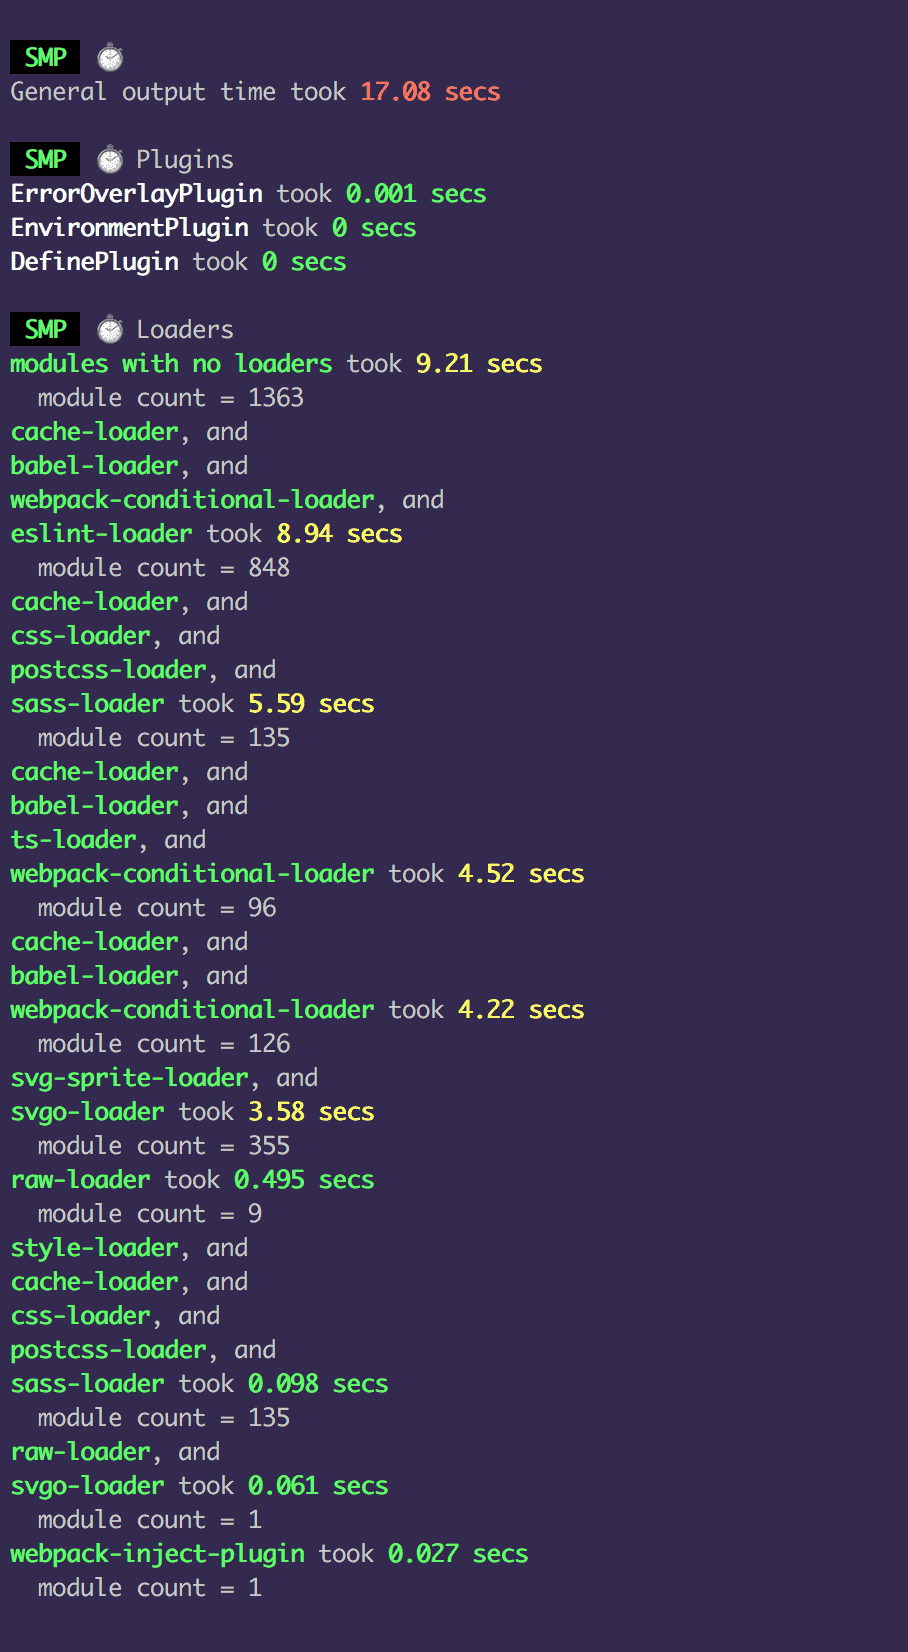 SMP ⏱
General output time took 17.08 secs
SMP ⏱ Plugins
ErrorOverlayPlugin took 0.001 secs
EnvironmentPlugin took 0 secs
DefinePlugin took 0 secs
SMP ⏱ Loaders
modules with no loaders took 9.21 secs
module count = 1363
cache-loader, and
babel-loader, and
webpack-conditional-loader, and
eslint-loader took 8.94 secs
module count = 848
cache-loader, and
css-loader, and
postcss-loader, and
sass-loader took 5.59 secs
module count = 135
cache-loader, and
babel-loader, and
ts-loader, and
webpack-conditional-loader took 4.52 secs
module count = 96
cache-loader, and
babel-loader, and
webpack-conditional-loader took 4.22 secs
module count = 126
svg-sprite-loader, and
svgo-loader took 3.58 secs
module count = 355
raw-loader took 0.495 secs
module count = 9
style-loader, and
cache-loader, and
css-loader, and
postcss-loader, and
sass-loader took 0.098 secs
module count = 135
raw-loader, and
svgo-loader took 0.061 secs
module count = 1
webpack-inject-plugin took 0.027 secs
module count = 1